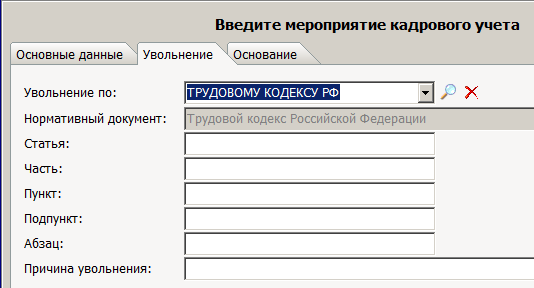 Введите мероприятие кадрового учета
Основные данные Увольнение Основание
Увольнение по: ТРУДОВОМУ КОДЕКСУ РФ
Нормативный документ: Трудовой кодекс Российской Федерации
Статья:
Часть:
Пункт:
Подпункт:
Абзац:
Причина увольнения: